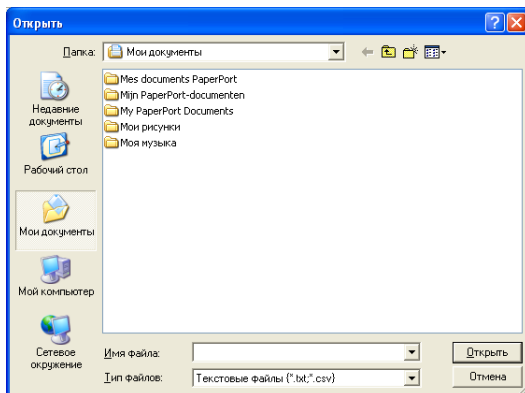 Открыть
Папка: Мои документы
Mes documents PaperPort
Mijn PaperPort-documenten
My PaperPort Documents
Мои рисунки
Моя музыка
Недавние
документы
Рабочий стол
Мои документы
Мой компьютер
Сетевое
окружение
Имя файла: Открыть
Тип файлов: Текстовые файлы {*.txt;*.csv} Отмена